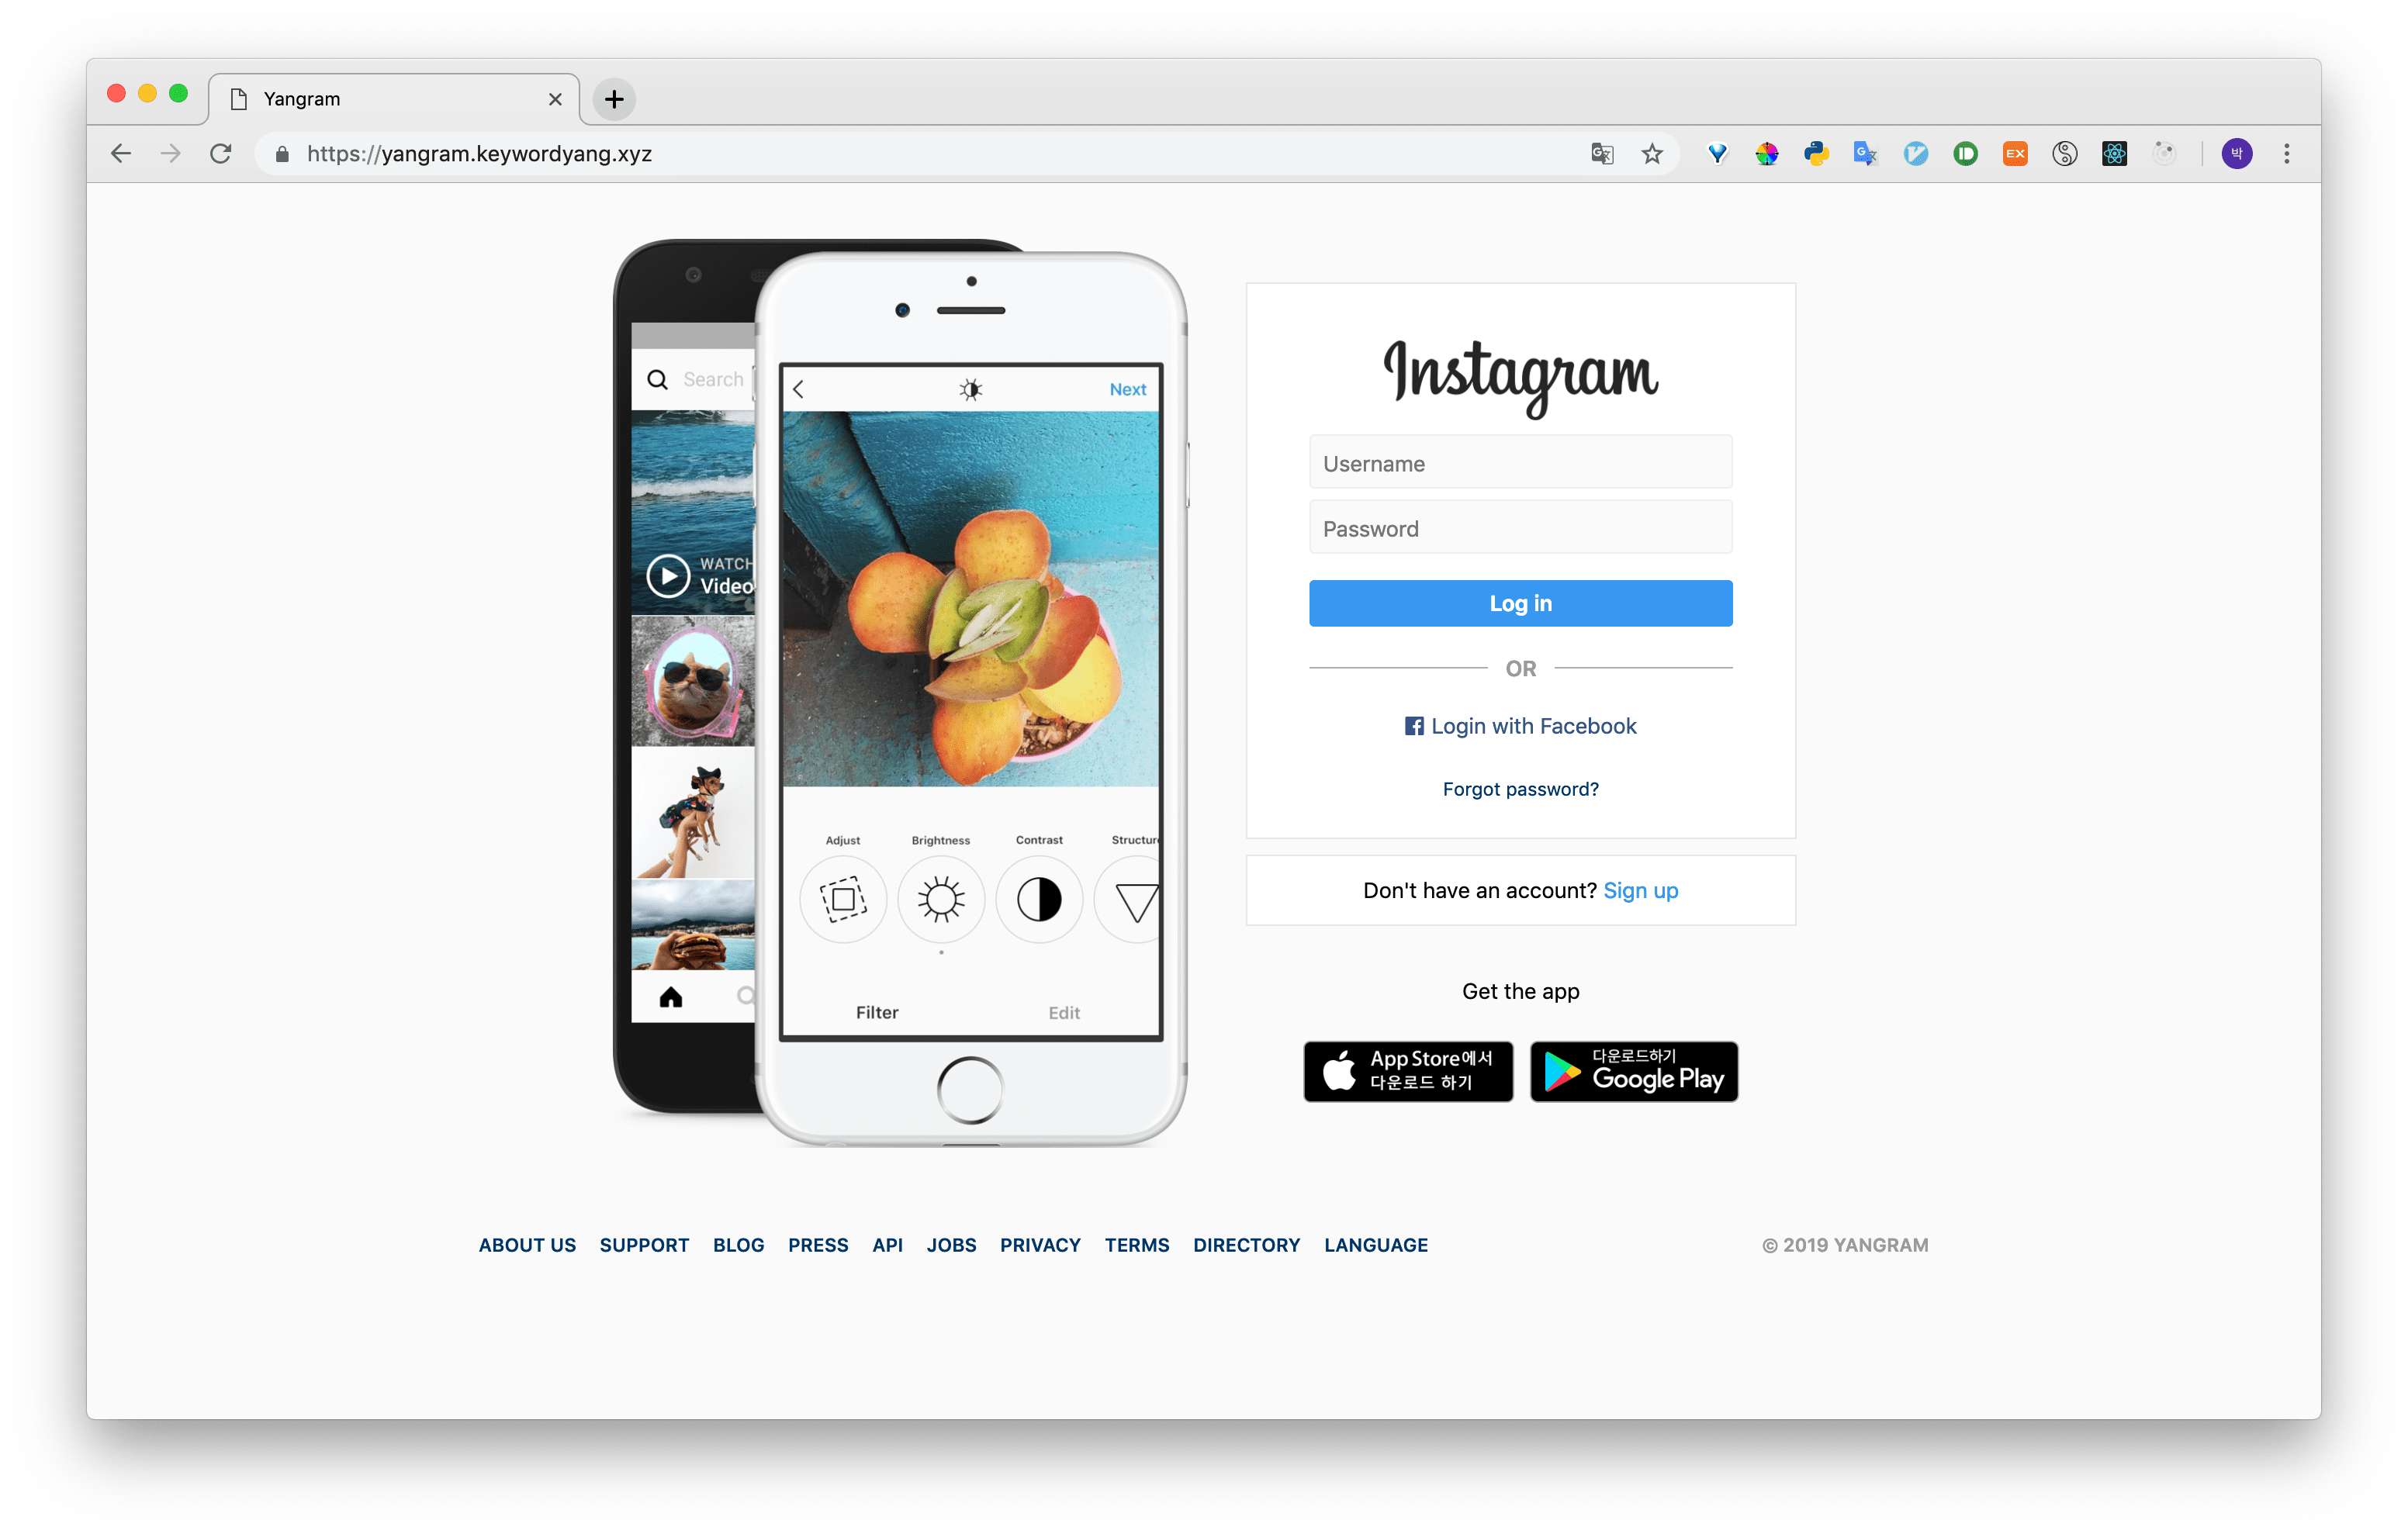 Yangram
https://yangram.keywordyang.xyz
EX
박
Search
WATCH
Video
Next
Adjust
Brightness
Contrast
Structur
Filter
Edit
Instagram
Username
Password
Log in
OR
Login with Facebook
Forgot password?
Don't have an account? Sign up
Get the app
App Store에서
다운로드 하기
다운로드하기
Google Play
ABOUT US SUPPORT BLOG PRESS API JOBS PRIVACY TERMS DIRECTORY LANGUAGE
© 2019 YANGRAM